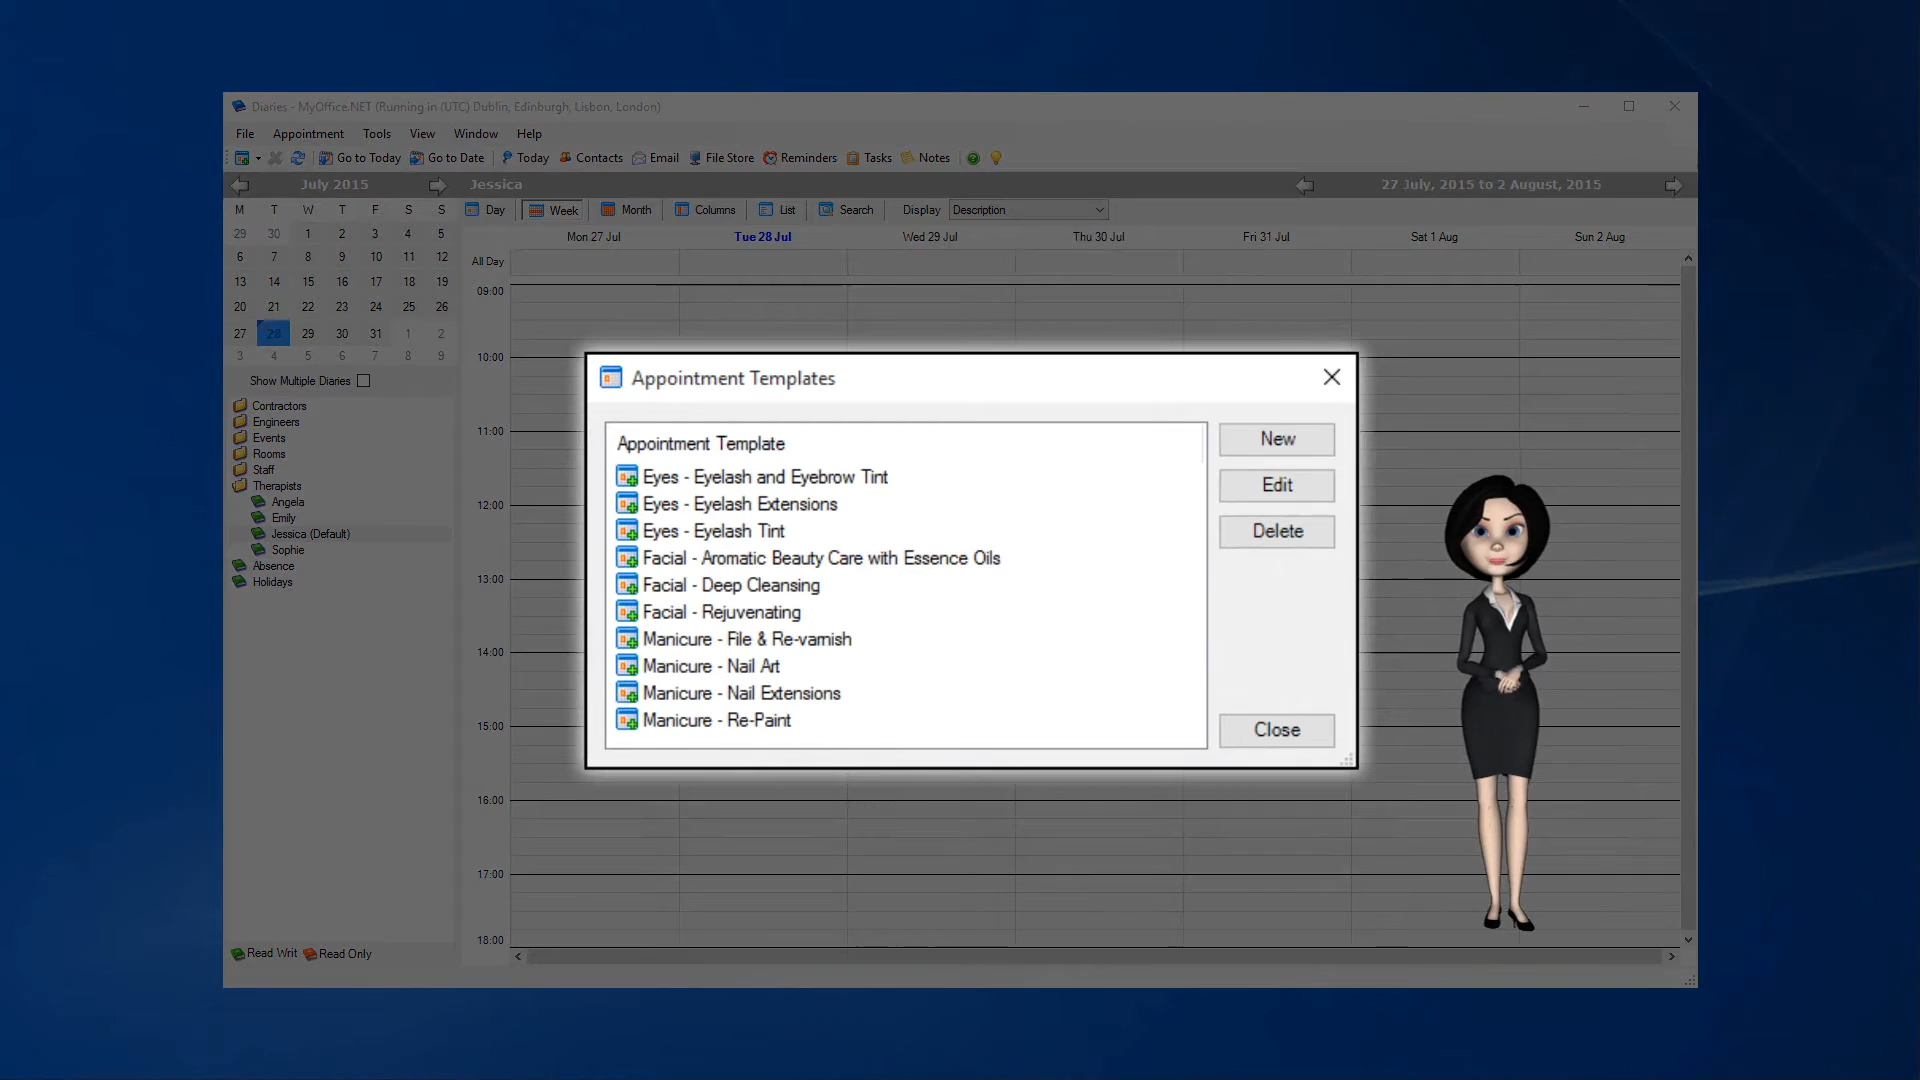 Diaries - MyOffice.NET (Running in (UTC) Dublin, Edinburgh, Lisbon, London)
File Appointment Tools View Window Help
Go to Today Go to Date Today Contacts Email File Store Reminders Tasks Notes
July 2015 Jessica 27 July, 2015 to 2 August, 2015
M T W T F S S Day Week Month Columns List Search Display Description
29 30 1 2 3 4 5 Mon 27 Jul Tue 28 Jul Wed 29 Jul Thu 30 Jul Fri 31 Jul Sat 1 Aug Sun 2 Aug
6 7 8 9 10 11 12
13 14 15 16 17 18 19
20 21 22 23 24 25 26
27 28 29 30 31 1 2
3 4 5 6 7 8 9
Show Multiple Diaries
Contractors
Engineers
Events
Rooms
Staff
Therapists
Angela
Emily
Jessica (Default)
Sophie
Absence
Holidays
Read Writ Read Only
All Day
09:00
10:00
11:00
12:00
13:00
14:00
15:00
16:00
17:00
18:00
Appointment Templates
Appointment Template
Eyes - Eyelash and Eyebrow Tint
Eyes - Eyelash Extensions
Eyes - Eyelash Tint
Facial - Aromatic Beauty Care with Essence Oils
Facial - Deep Cleansing
Facial - Rejuvenating
Manicure - File & Re-varnish
Manicure - Nail Art
Manicure - Nail Extensions
Manicure - Re-Paint
New
Edit
Delete
Close